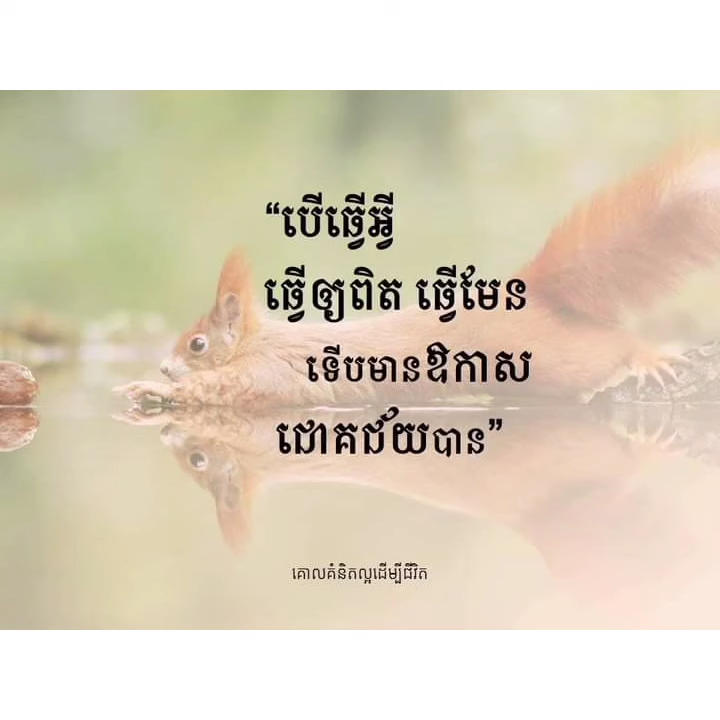 “បើធ្វើអ្វី
ធ្វើឲ្យពិត ធ្វើមែន
ទើបមានឱកាស
ជោគជ័យបាន”
គោលគំនិតល្អដើម្បីជីវិត